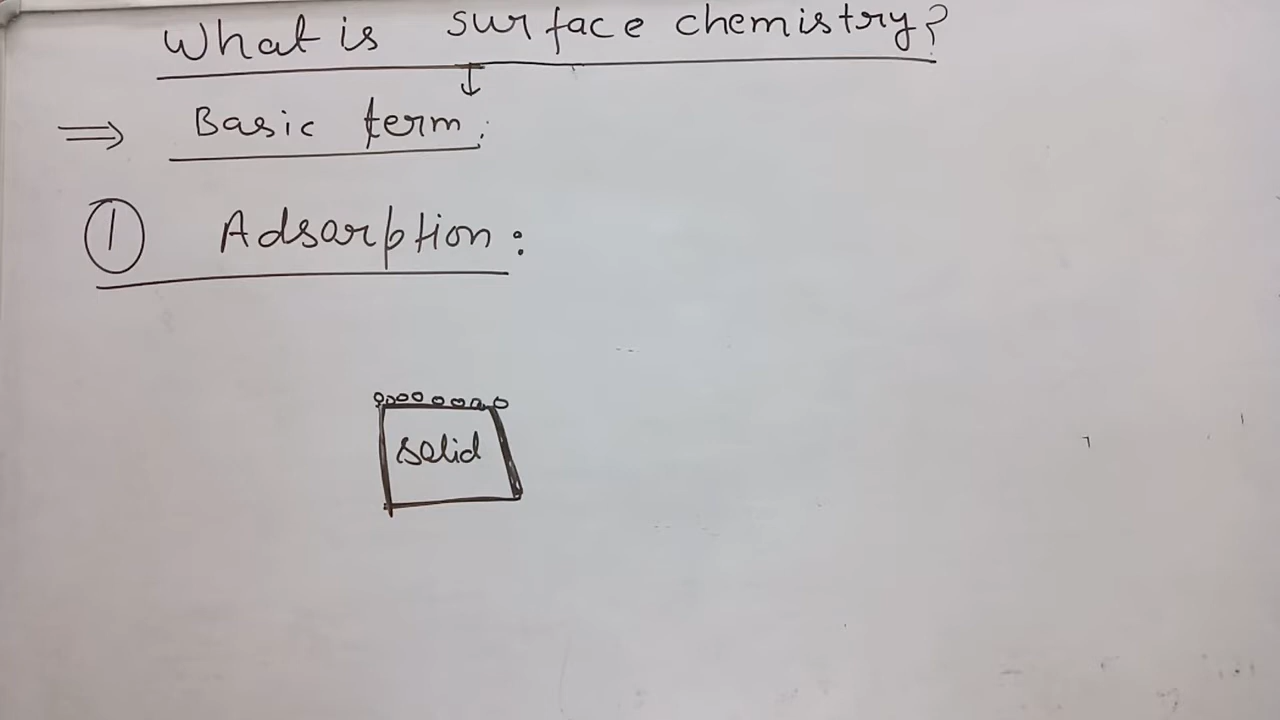 What is surface chemistry?
⇒ Basic term:
① Adsarption:
solid